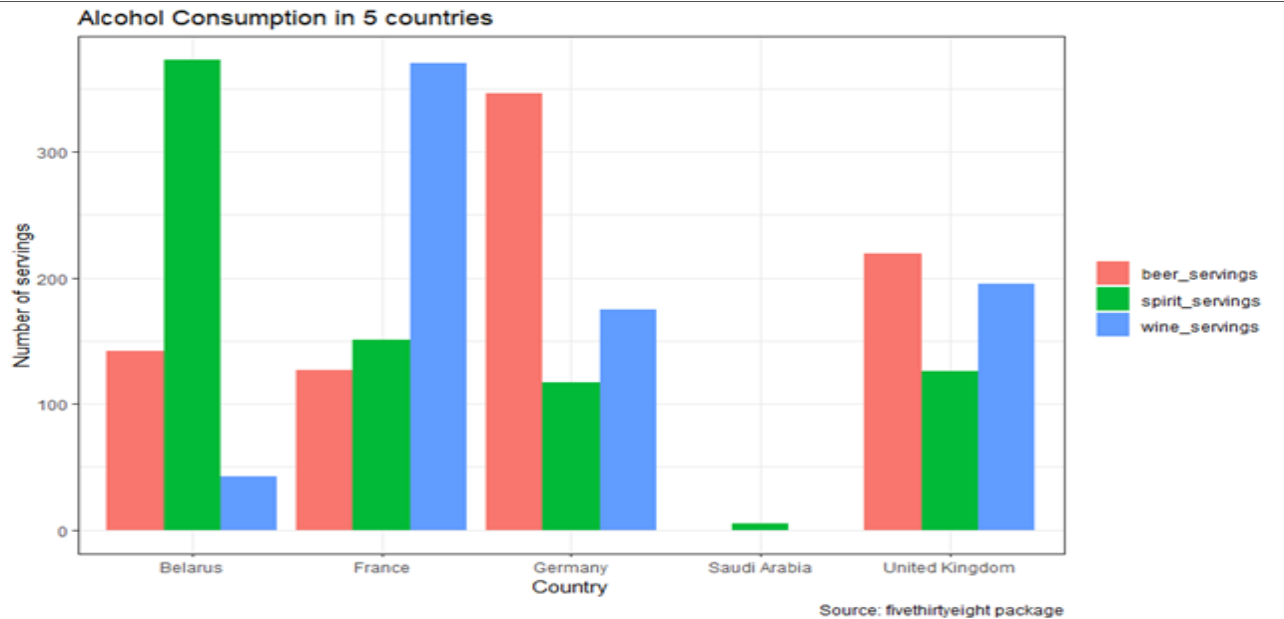 Alcohol Consumption in 5 countries
Number of servings
300
200
100
0
Belarus France Germany Saudi Arabia United Kingdom
Country
beer_servings
spirit_servings
wine_servings
Source: fivethirtyeight package